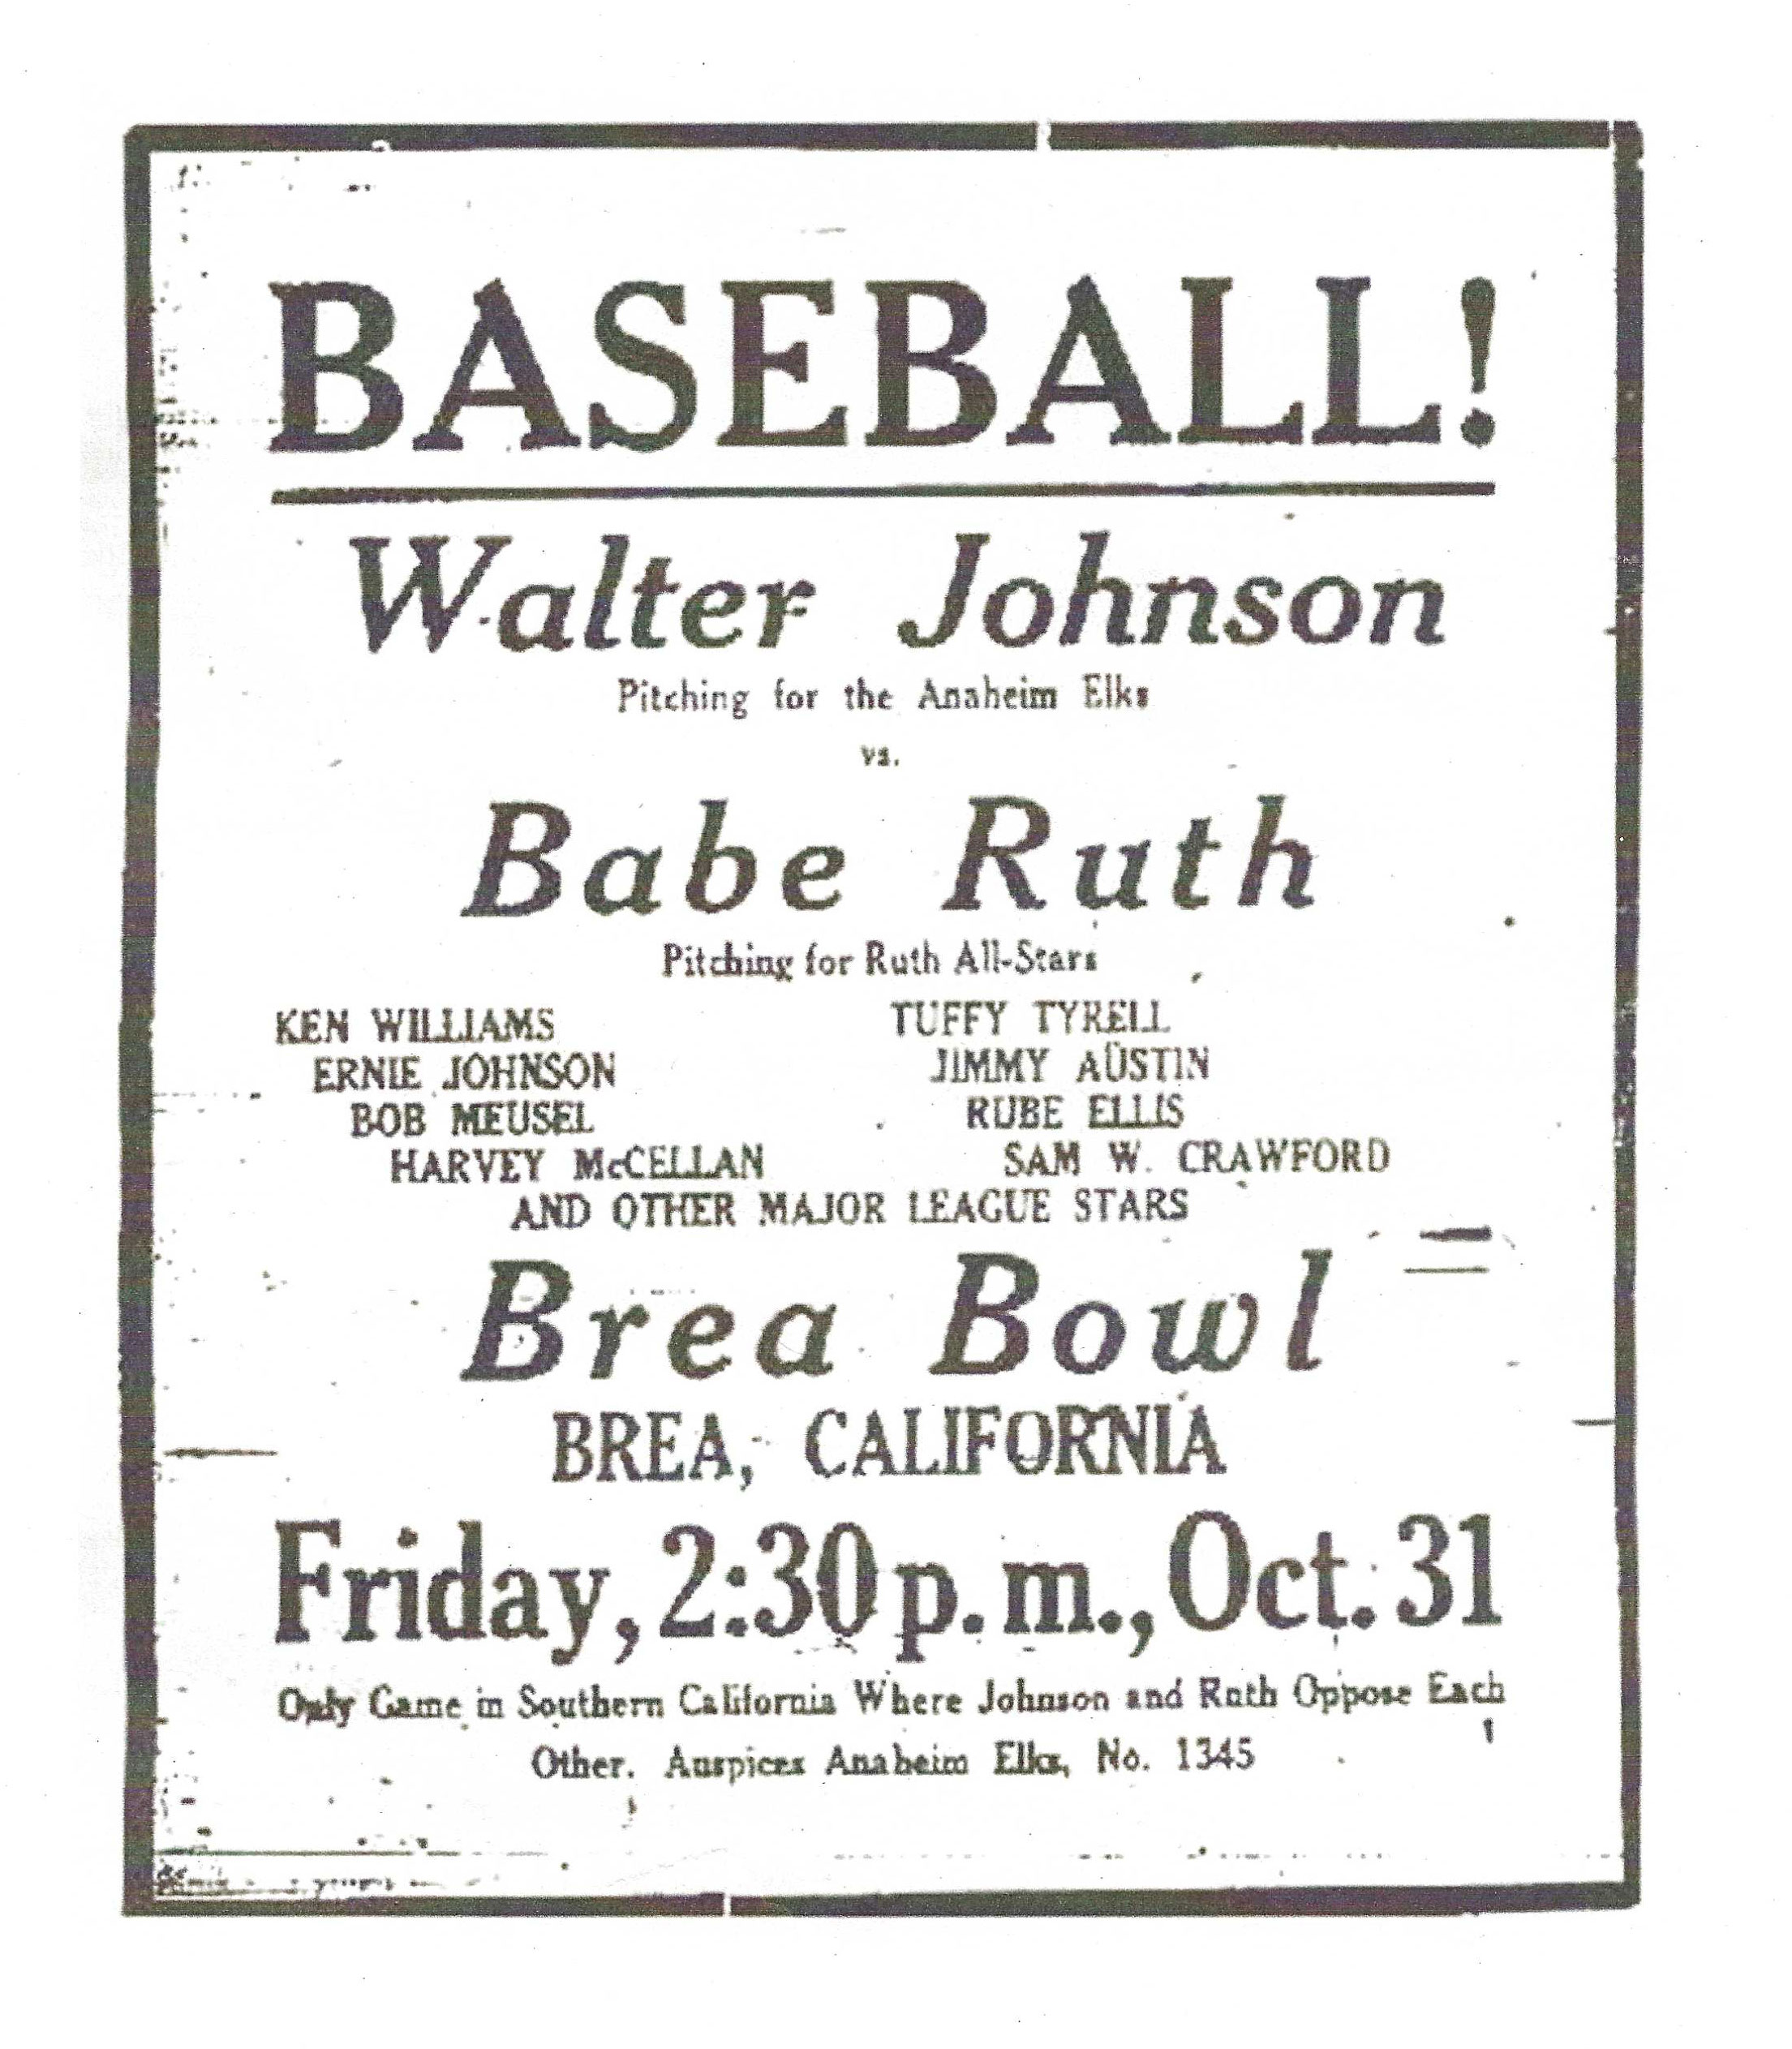 BASEBALL!
Walter Johnson
Pitching for the Anaheim Elks
vs.
Babe Ruth
Pitching for Ruth All-Stars
KEN WILLIAMS
ERNIE JOHNSON
BOB MEUSEL
HARVEY McCELLAN
TUFFY TYRELL
JIMMY AUSTIN
RUBE ELLIS
SAM W. CRAWFORD
AND OTHER MAJOR LEAGUE STARS
Brea Bowl
BREA, CALIFORNIA
Friday, 2:30 p. m., Oct. 31
Only Game in Southern California Where Johnson and Ruth Oppose Each
Other. Auspices Anaheim Elks, No. 1345